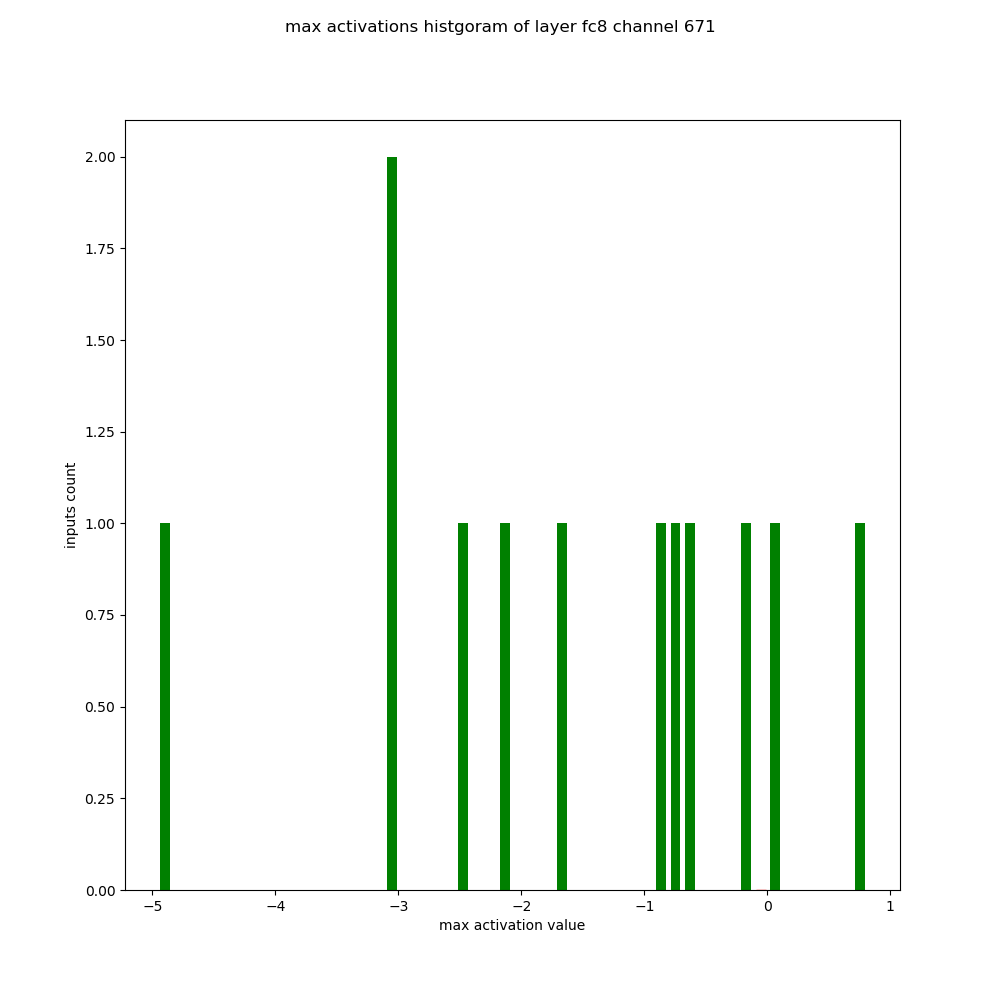 max activations histgoram of layer fc8 channel 671
2.00
1.75
1.50
1.25
1.00
0.75
0.50
0.25
0.00
inputs count
−5 −4 −3 −2 −1 0 1
max activation value